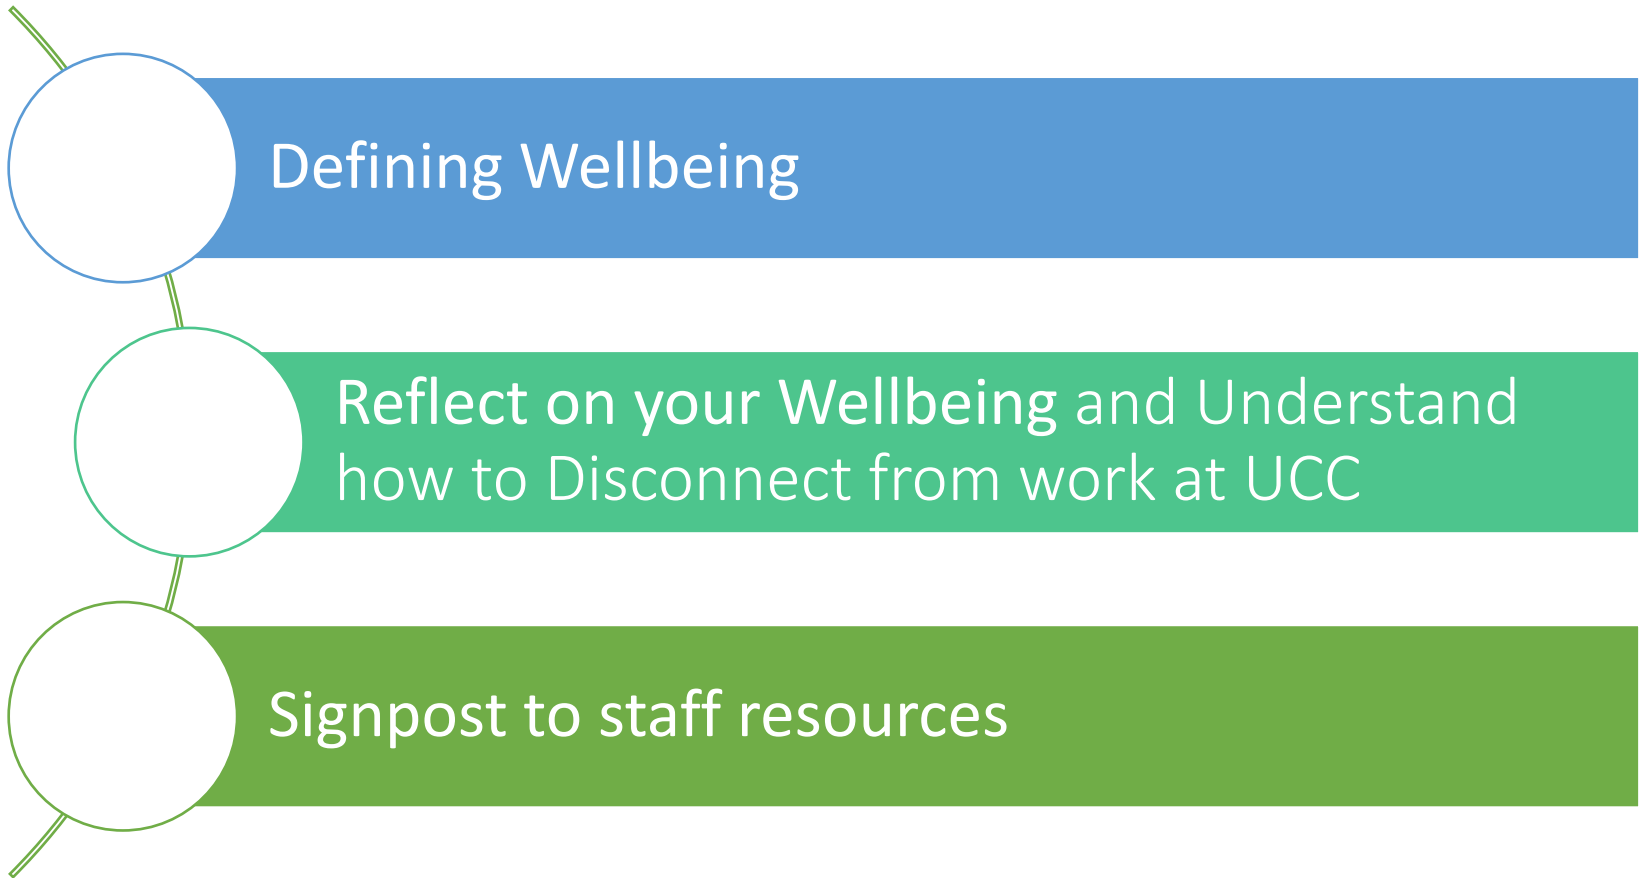 Defining Wellbeing
Reflect on your Wellbeing and Understand
how to Disconnect from work at UCC
Signpost to staff resources